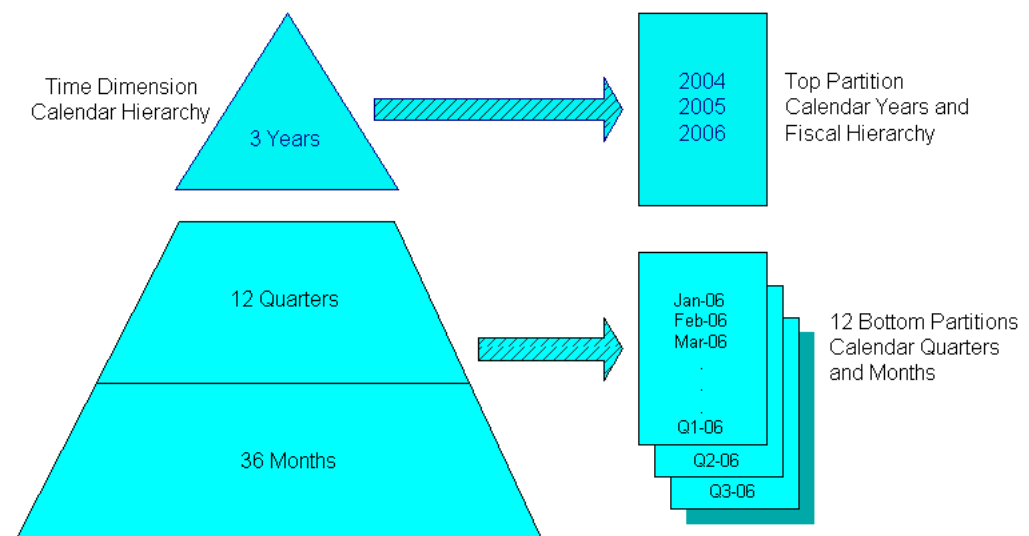 Time Dimension
Calendar Hierarchy
3 Years
2004
2005
2006
Top Partition
Calendar Years and
Fiscal Hierarchy
12 Quarters
36 Months
Jan-06
Feb-06
Mar-06
.
.
.
Q1-06
Q2-06
Q3-06
12 Bottom Partitions
Calendar Quarters
and Months